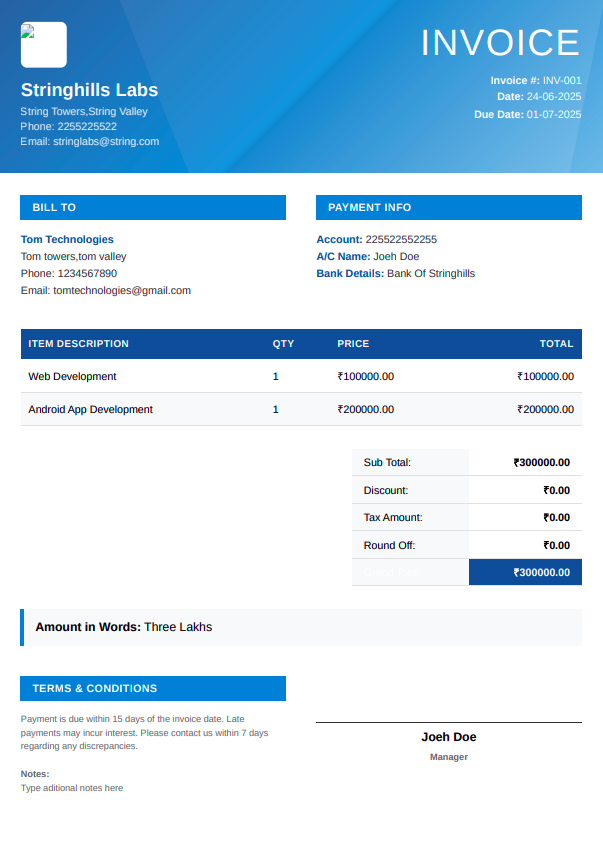 INVOICE
Stringhills Labs
String Towers,String Valley
Phone: 2255225522
Email: stringlabs@string.com
Invoice #: INV-001
Date: 24-06-2025
Due Date: 01-07-2025
BILL TO
Tom Technologies
Tom towers,tom valley
Phone: 1234567890
Email: tomtechnologies@gmail.com
PAYMENT INFO
Account: 225522552255
A/C Name: Joeh Doe
Bank Details: Bank Of Stringhills
ITEM DESCRIPTION QTY PRICE TOTAL
Web Development 1 ₹100000.00 ₹100000.00
Android App Development 1 ₹200000.00 ₹200000.00
Sub Total: ₹300000.00
Discount: ₹0.00
Tax Amount: ₹0.00
Round Off: ₹0.00
₹300000.00
Amount in Words: Three Lakhs
TERMS & CONDITIONS
Payment is due within 15 days of the invoice date. Late
payments may incur interest. Please contact us within 7 days
regarding any discrepancies.
Notes:
Type aditional notes here
Joeh Doe
Manager